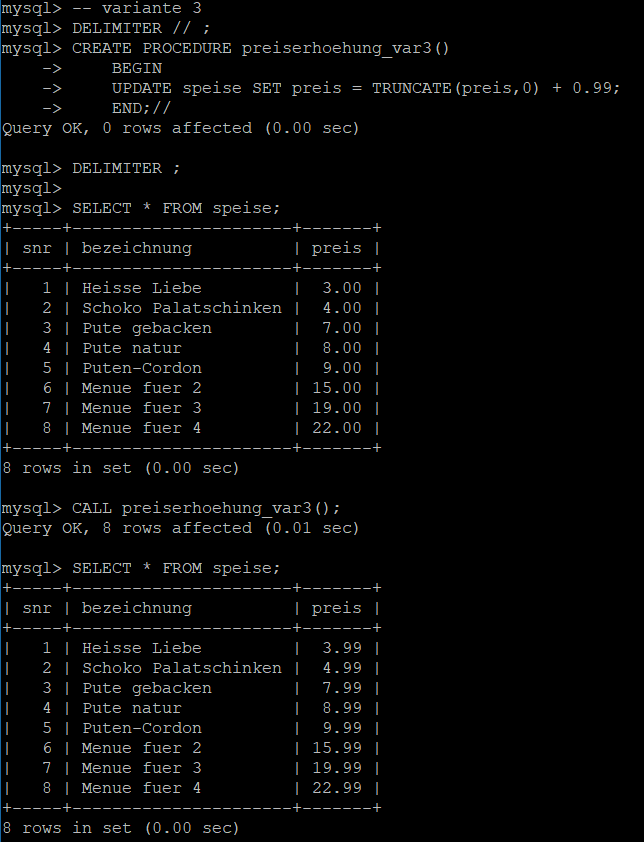 mysql> -- variante 3
mysql> DELIMITER // ;
mysql> CREATE PROCEDURE preiserhoehung_var3()
    ->     BEGIN
    ->     UPDATE speise SET preis = TRUNCATE(preis,0) + 0.99;
    ->     END;//
Query OK, 0 rows affected (0.00 sec)

mysql> DELIMITER ;
mysql>
mysql> SELECT * FROM speise;
+-----+----------------------+-------+
| snr | bezeichnung          | preis |
+-----+----------------------+-------+
|   1 | Heisse Liebe         |  3.00 |
|   2 | Schoko Palatschinken |  4.00 |
|   3 | Pute gebacken        |  7.00 |
|   4 | Pute natur           |  8.00 |
|   5 | Puten-Cordon         |  9.00 |
|   6 | Menue fuer 2         | 15.00 |
|   7 | Menue fuer 3         | 19.00 |
|   8 | Menue fuer 4         | 22.00 |
+-----+----------------------+-------+
8 rows in set (0.00 sec)

mysql> CALL preiserhoehung_var3();
Query OK, 8 rows affected (0.01 sec)

mysql> SELECT * FROM speise;
+-----+----------------------+-------+
| snr | bezeichnung          | preis |
+-----+----------------------+-------+
|   1 | Heisse Liebe         |  3.99 |
|   2 | Schoko Palatschinken |  4.99 |
|   3 | Pute gebacken        |  7.99 |
|   4 | Pute natur           |  8.99 |
|   5 | Puten-Cordon         |  9.99 |
|   6 | Menue fuer 2         | 15.99 |
|   7 | Menue fuer 3         | 19.99 |
|   8 | Menue fuer 4         | 22.99 |
+-----+----------------------+-------+
8 rows in set (0.00 sec)